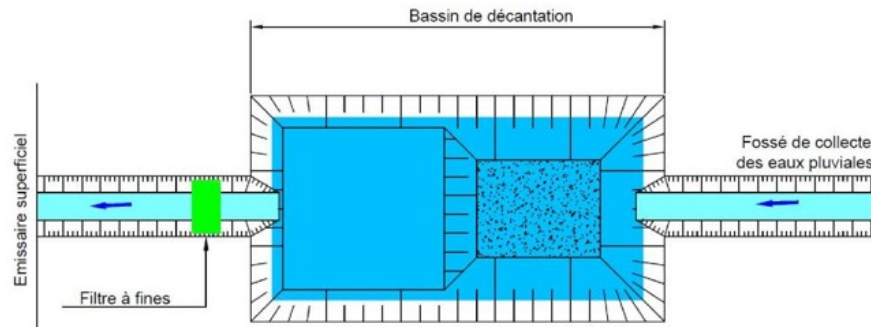 Bassin de décantation
Emissaire superficiel
Fossé de collecte
des eaux pluviales
Filtre à fines